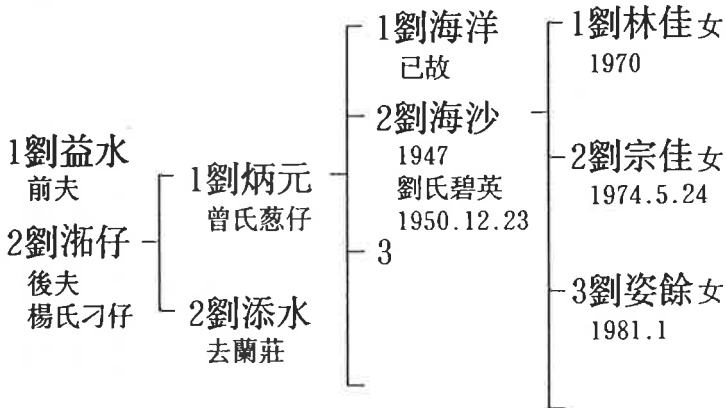 1劉益水
前夫
2劉濖仔
後夫
楊氏刁仔
1劉炳元
曾氏葱仔
2劉添水
去蘭莊
1劉海洋
已故
2劉海沙
1947
劉氏碧英
1950.12.23
3
1劉林佳女
1970
2劉宗佳女
1974.5.24
3劉姿餘女
1981.1